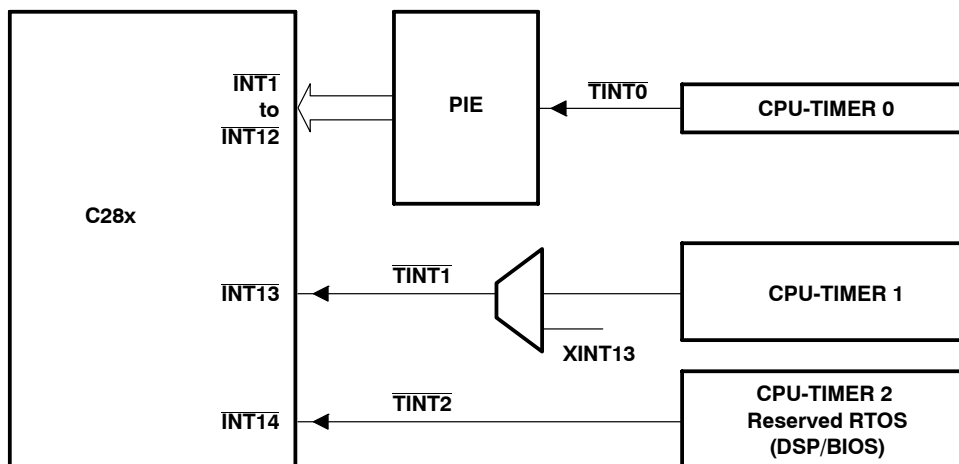 INT1
to
INT12
PIE
TINT0
CPU-TIMER 0
C28x
INT13
TINT1
XINT13
CPU-TIMER 1
INT14
TINT2
CPU-TIMER 2
Reserved RTOS
(DSP/BIOS)